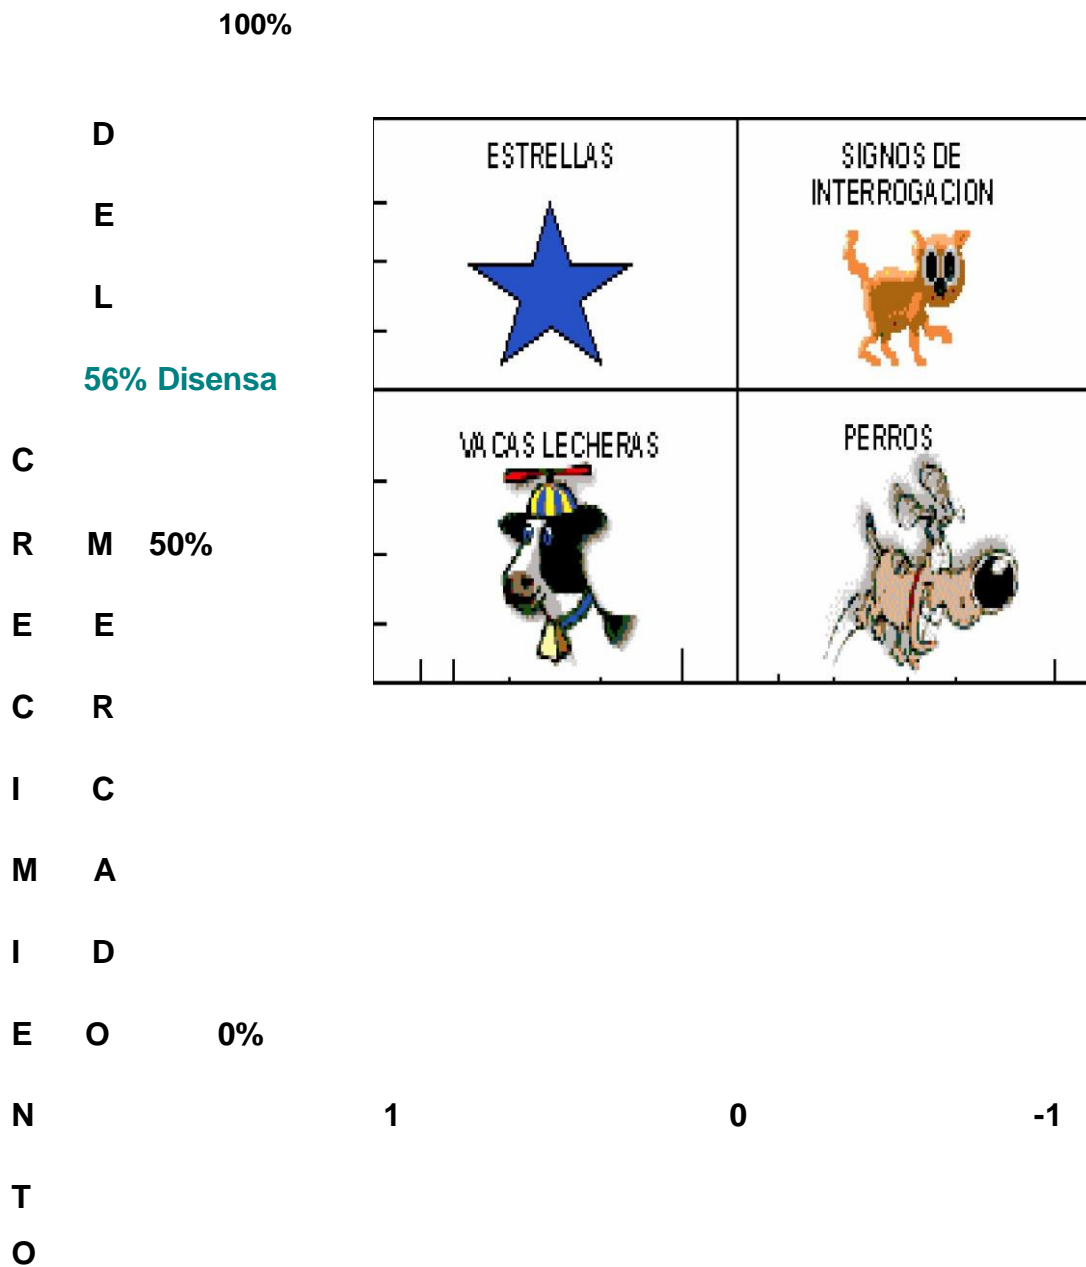 100%
D
ESTRELLAS
SIGNOS DE
INTERROGACION
E
L
56% Disensa
VACAS LECHERAS
PERROS
C
R M 50%
E E
C R
I C
M A
I D
E O 0%
N 1 0 -1
T
O